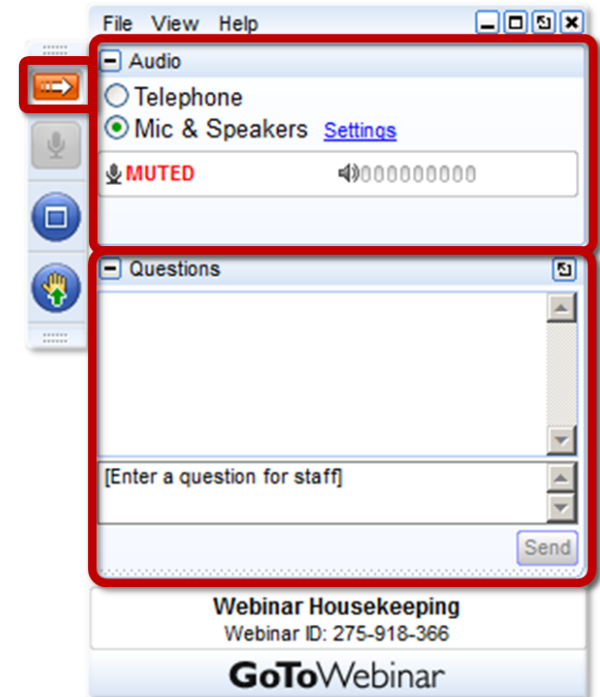 File View Help
Audio
Telephone
Mic & Speakers Settings
MUTED 000000000
Questions
[Enter a question for staff]
Send
Webinar Housekeeping
Webinar ID: 275-918-366
GoToWebinar